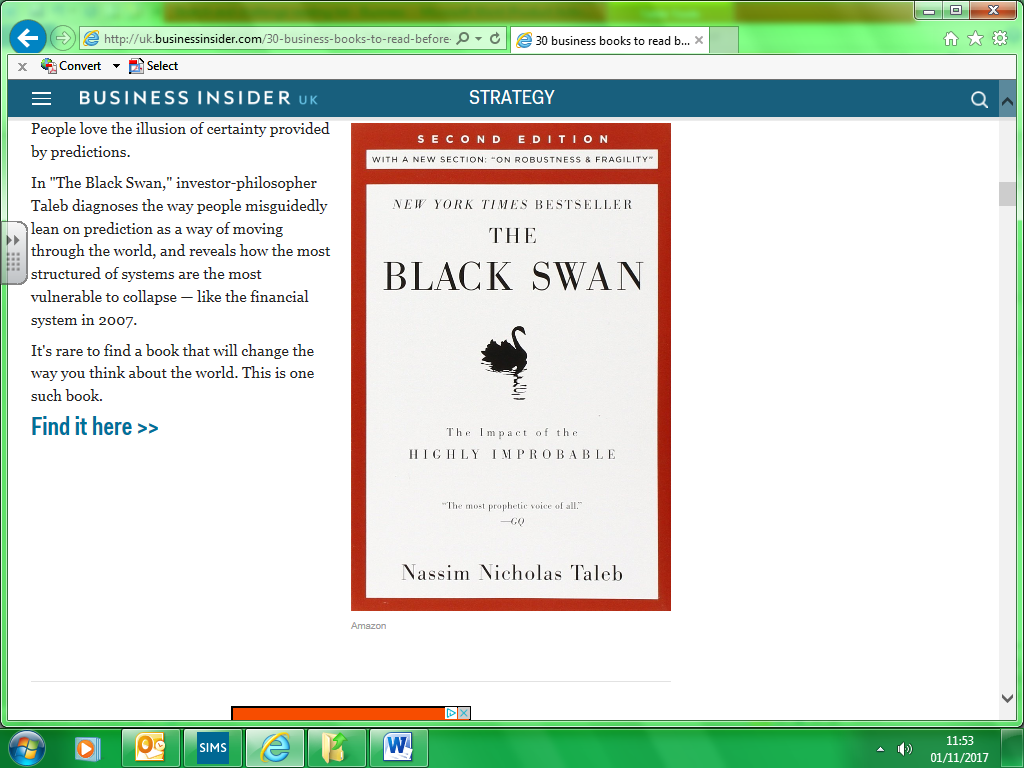 http://uk.businessinsider.com/30-business-books-to-read-before-
30 business books to read b...
x Convert Select
BUSINESS INSIDER UK
STRATEGY
People love the illusion of certainty provided
by predictions.
In "The Black Swan," investor-philosopher
Taleb diagnoses the way people misguidedly
lean on prediction as a way of moving
through the world, and reveals how the most
structured of systems are the most
vulnerable to collapse — like the financial
system in 2007.
It's rare to find a book that will change the
way you think about the world. This is one
such book.
Find it here >>
SECOND EDITION
WITH A NEW SECTION: "ON ROBUSTNESS & FRAGILITY"
NEW YORK TIMES BESTSELLER
THE
BLACK SWAN
The Impact of the
HIGHLY IMPROBABLE
"The most prophetic voice of all."
—GQ
Nassim Nicholas Taleb
Amazon
SIMS
W
11:53
01/11/2017